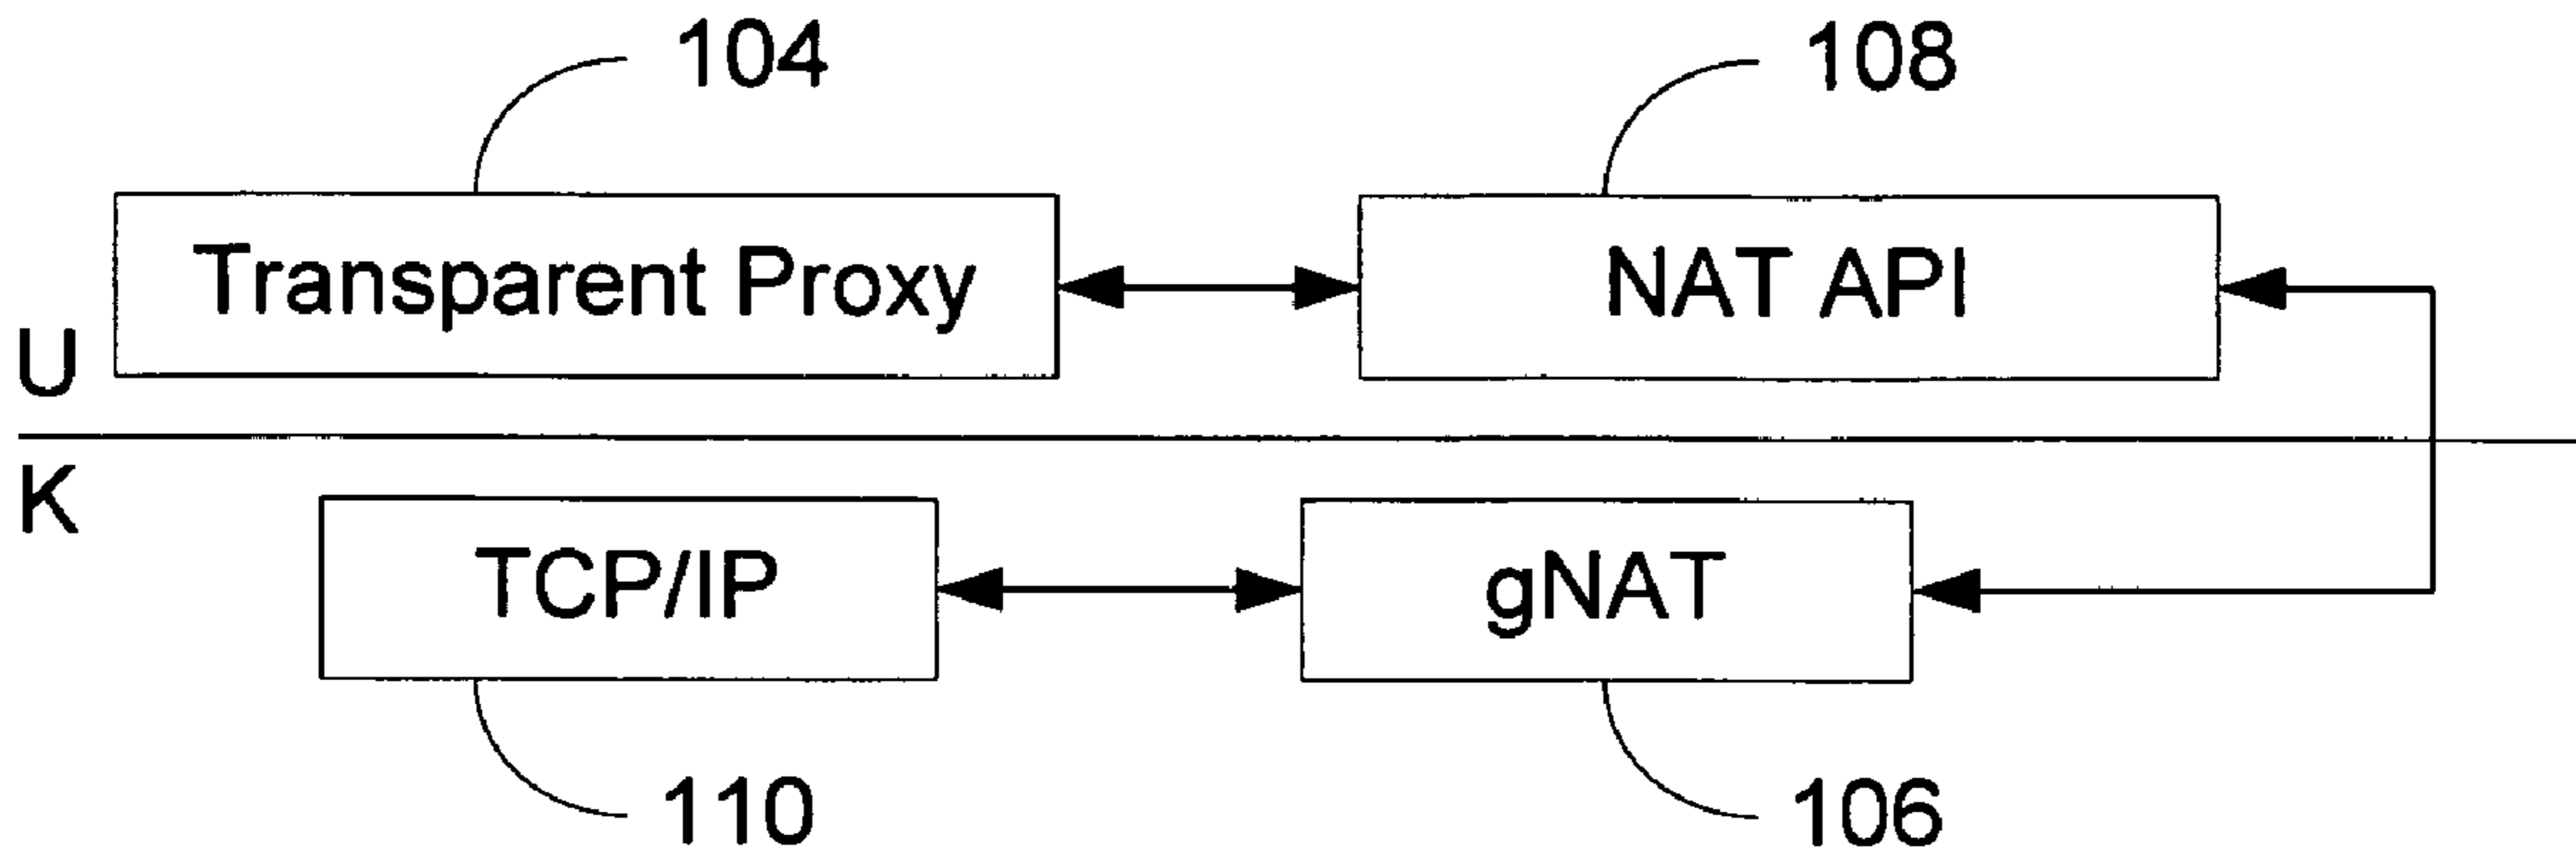 104
108
Transparent Proxy
NAT API
U
K
TCP/IP
gNAT
110
106